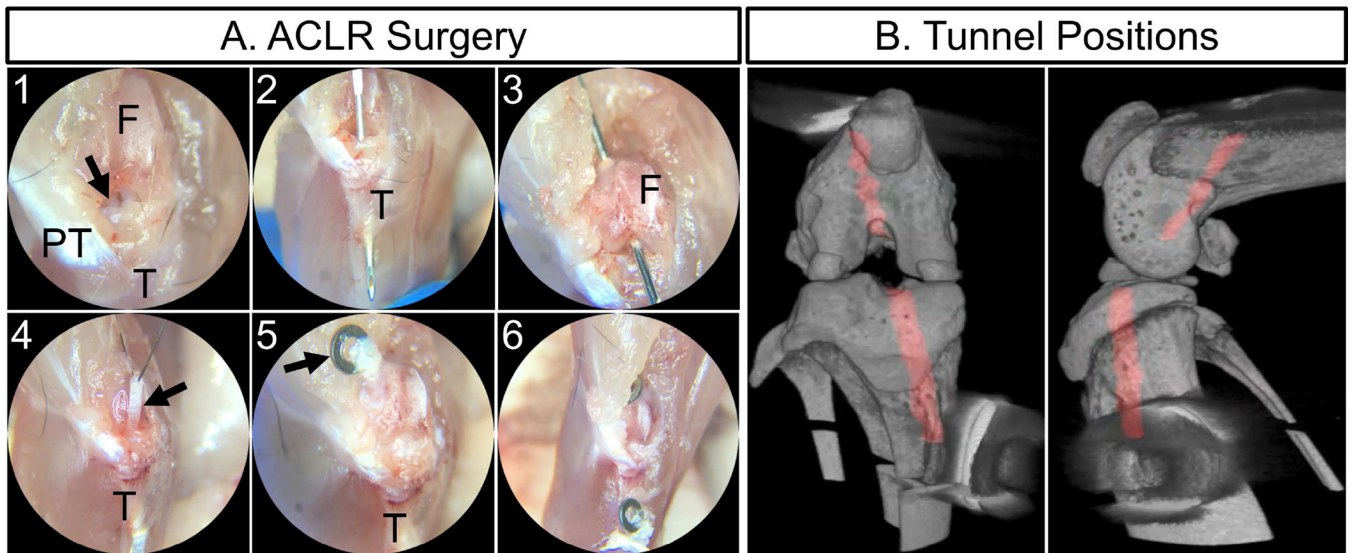 A. ACLR Surgery
B. Tunnel Positions
1
F
PT
T
2
T
3
F
4
T
5
T
6